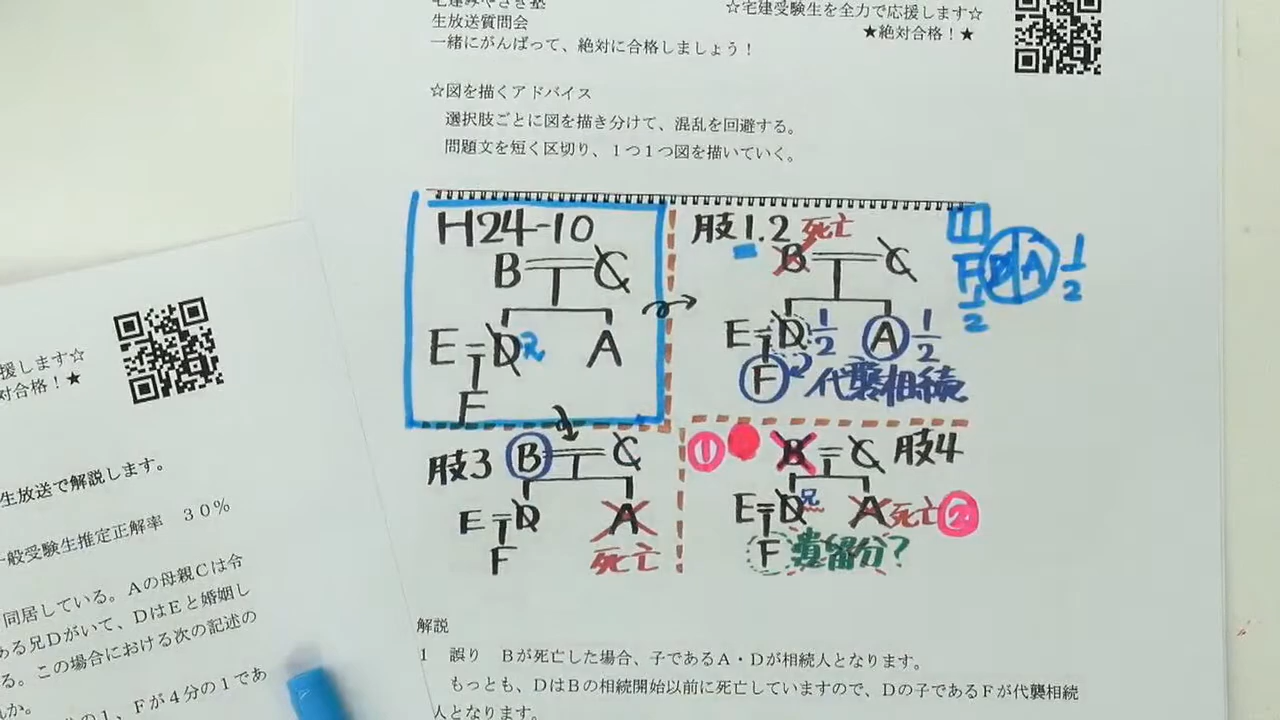 宅建みやざき塾
生放送質問会
一緒にがんばって、絶対に合格しましょう！
☆宅建受験生を全力で応援します☆
★絶対合格！★
☆図を描くアドバイス
選択肢ごとに図を描き分けて、混乱を回避する。
問題文を短く区切り、１つ１つ図を描いていく。
H24-10
B C
E D 兄 A
F
肢1.2 死亡
B C
E D 1/2 A 1/2
F 代襲相続
1
F D A 1/2
1/2
肢3 B C
E D A
F 死亡
① B C 肢4
E D 兄 A 死亡 ②
F 遺留分?
解説
1 誤り Ｂが死亡した場合、子であるＡ・Ｄが相続人となります。
もっとも、ＤはＢの相続開始以前に死亡していますので、Ｄの子であるＦが代襲相続
人となります。
応援します☆
対合格！★
生放送で解説します。
一般受験生推定正解率 ３０％
同居している。Ａの母親Ｃは令
ある兄Ｄがいて、ＤはＥと婚姻し
る。この場合における次の記述の
の１、Ｆが４分の１であ
れか。